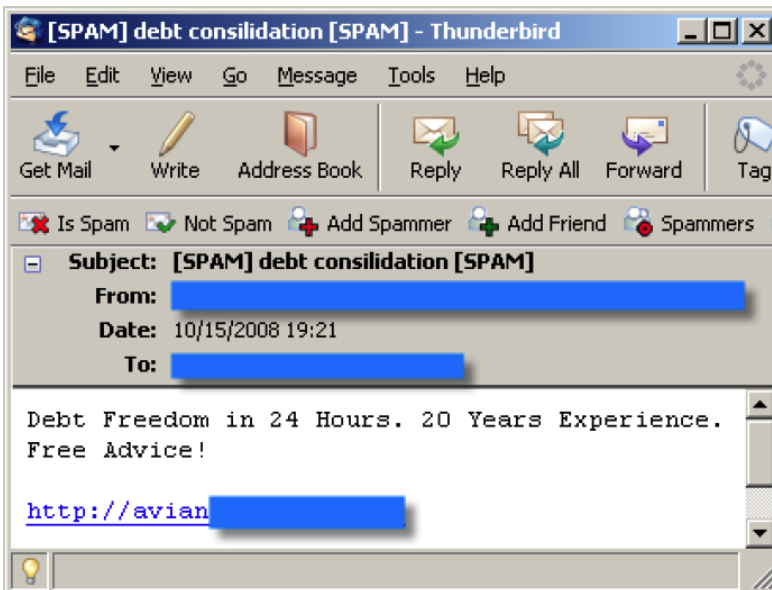 [SPAM] debt consilidation [SPAM] - Thunderbird
File Edit View Go Message Tools Help
Get Mail Write Address Book Reply Reply All Forward Tag
Is Spam Not Spam Add Spammer Add Friend Spammers
Subject: [SPAM] debt consilidation [SPAM]
From:
Date: 10/15/2008 19:21
To:
Debt Freedom in 24 Hours. 20 Years Experience.
Free Advice!
http://avian